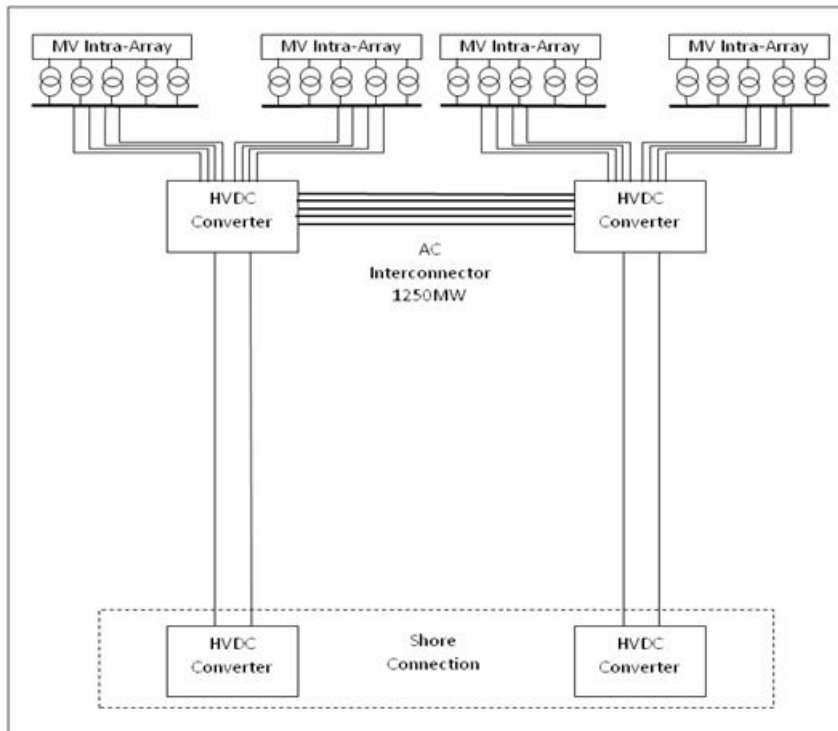 MV Intra-Array
MV Intra-Array
MV Intra-Array
MV Intra-Array
HVDC
Converter
HVDC
Converter
AC
Interconnector
1250MW
HVDC
Converter
Shore
Connection
HVDC
Converter